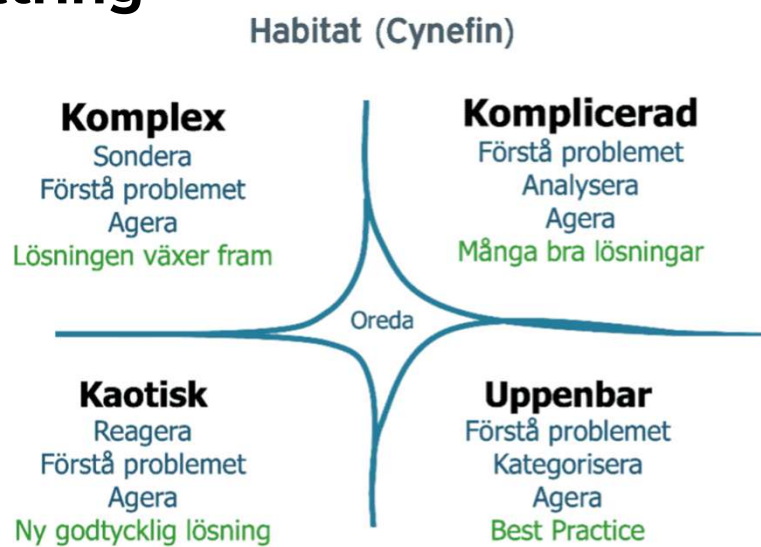 Habitat (Cynefin)
Komplex
Sondera
Förstå problemet
Agera
Lösningen växer fram
Komplicerad
Förstå problemet
Analysera
Agera
Många bra lösningar
Oreda
Kaotisk
Reagera
Förstå problemet
Agera
Ny godtycklig lösning
Uppenbar
Förstå problemet
Kategorisera
Agera
Best Practice